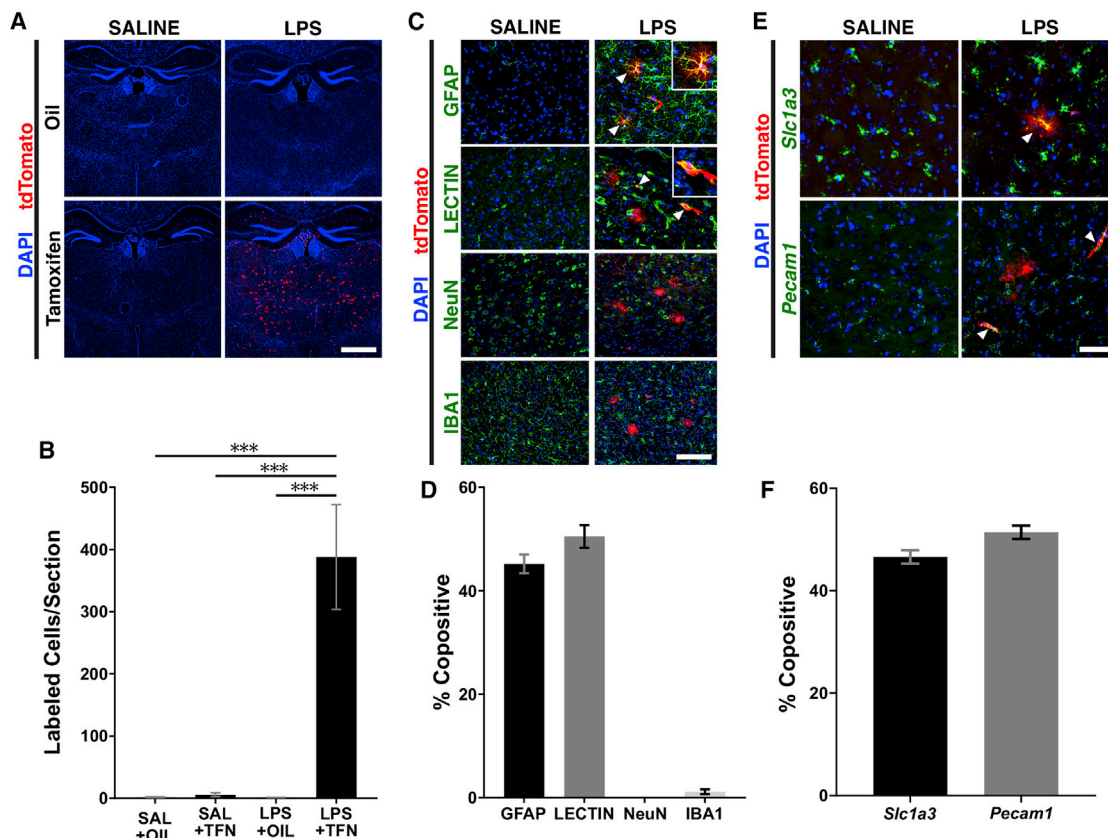 A
SALINE
LPS
DAPI tdTomato
Oil
Tamoxifen
B
***
***
***
Labeled Cells/Section
500
400
300
200
100
0
SAL +OIL
SAL +TFN
LPS +OIL
LPS +TFN
C
SALINE
LPS
DAPI tdTomato
GFAP
LECTIN
NeuN
IBA1
D
% Copositive
60
40
20
0
GFAP LECTIN NeuN IBA1
E
SALINE
LPS
DAPI tdTomato
Slc1a3
Pecam1
F
% Copositive
60
40
20
0
Slc1a3 Pecam1